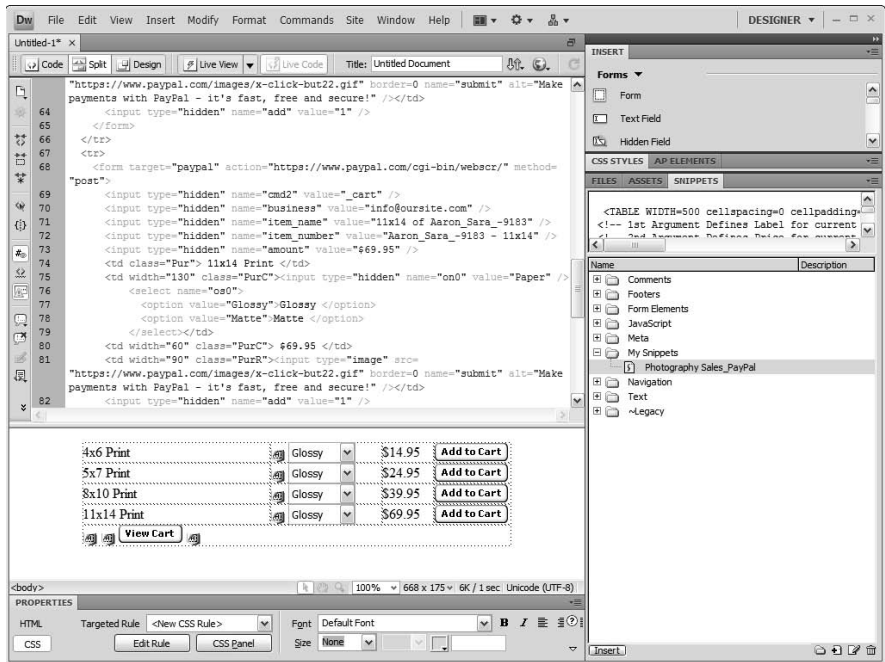 Dw File Edit View Insert Modify Format Commands Site Window Help DESIGNER
Untitled-1* ×
Code Split Design Live View Live Code Title: Untitled Document
"https://www.paypal.com/images/x-click-but22.gif" border=0 name="submit" alt="Make
payments with PayPal - it's fast, free and secure!" /></td>
64 <input type="hidden" name="add" value="1" />
65 </form>
66 </tr>
67 <tr>
68 <form target="paypal" action="https://www.paypal.com/cgi-bin/webscr/" method=
"post">
69 <input type="hidden" name="cmd2" value="_cart" />
70 <input type="hidden" name="business" value="info@oursite.com" />
71 <input type="hidden" name="item_name" value="11x14 of Aaron_Sara_-9183" />
72 <input type="hidden" name="item_number" value="Aaron_Sara_-9183 - 11x14" />
73 <input type="hidden" name="amount" value="$69.95" />
74 <td class="Pur"> 11x14 Print </td>
75 <td width="130" class="PurC"><input type="hidden" name="on0" value="Paper" />
76 <select name="os0">
77 <option value="Glossy">Glossy </option>
78 <option value="Matte">Matte </option>
79 </select></td>
80 <td width="60" class="PurC"> $69.95 </td>
81 <td width="90" class="PurR"><input type="image" src=
"https://www.paypal.com/images/x-click-but22.gif" border=0 name="submit" alt="Make
payments with PayPal - it's fast, free and secure!" /></td>
82 <input type="hidden" name="add" value="1" />
4x6 Print Glossy $14.95 Add to Cart
5x7 Print Glossy $24.95 Add to Cart
8x10 Print Glossy $39.95 Add to Cart
11x14 Print Glossy $69.95 Add to Cart
View Cart
<body> 100% 668 x 175 6K / 1 sec Unicode (UTF-8)
PROPERTIES
HTML Targeted Rule <New CSS Rule> Font Default Font B I
CSS Edit Rule CSS Panel Size None
INSERT
Forms
Form
Text Field
Hidden Field
CSS STYLES AP ELEMENTS
FILES ASSETS SNIPPETS
<TABLE WIDTH=500 cellspacing=0 cellpadding=
<!-- 1st Argument Defines Label for current
<!-- 2nd Argument Defines Price for current
Name Description
Comments
Footers
Form Elements
JavaScript
Meta
My Snippets
Photography Sales_PayPal
Navigation
Text
~Legacy
Insert